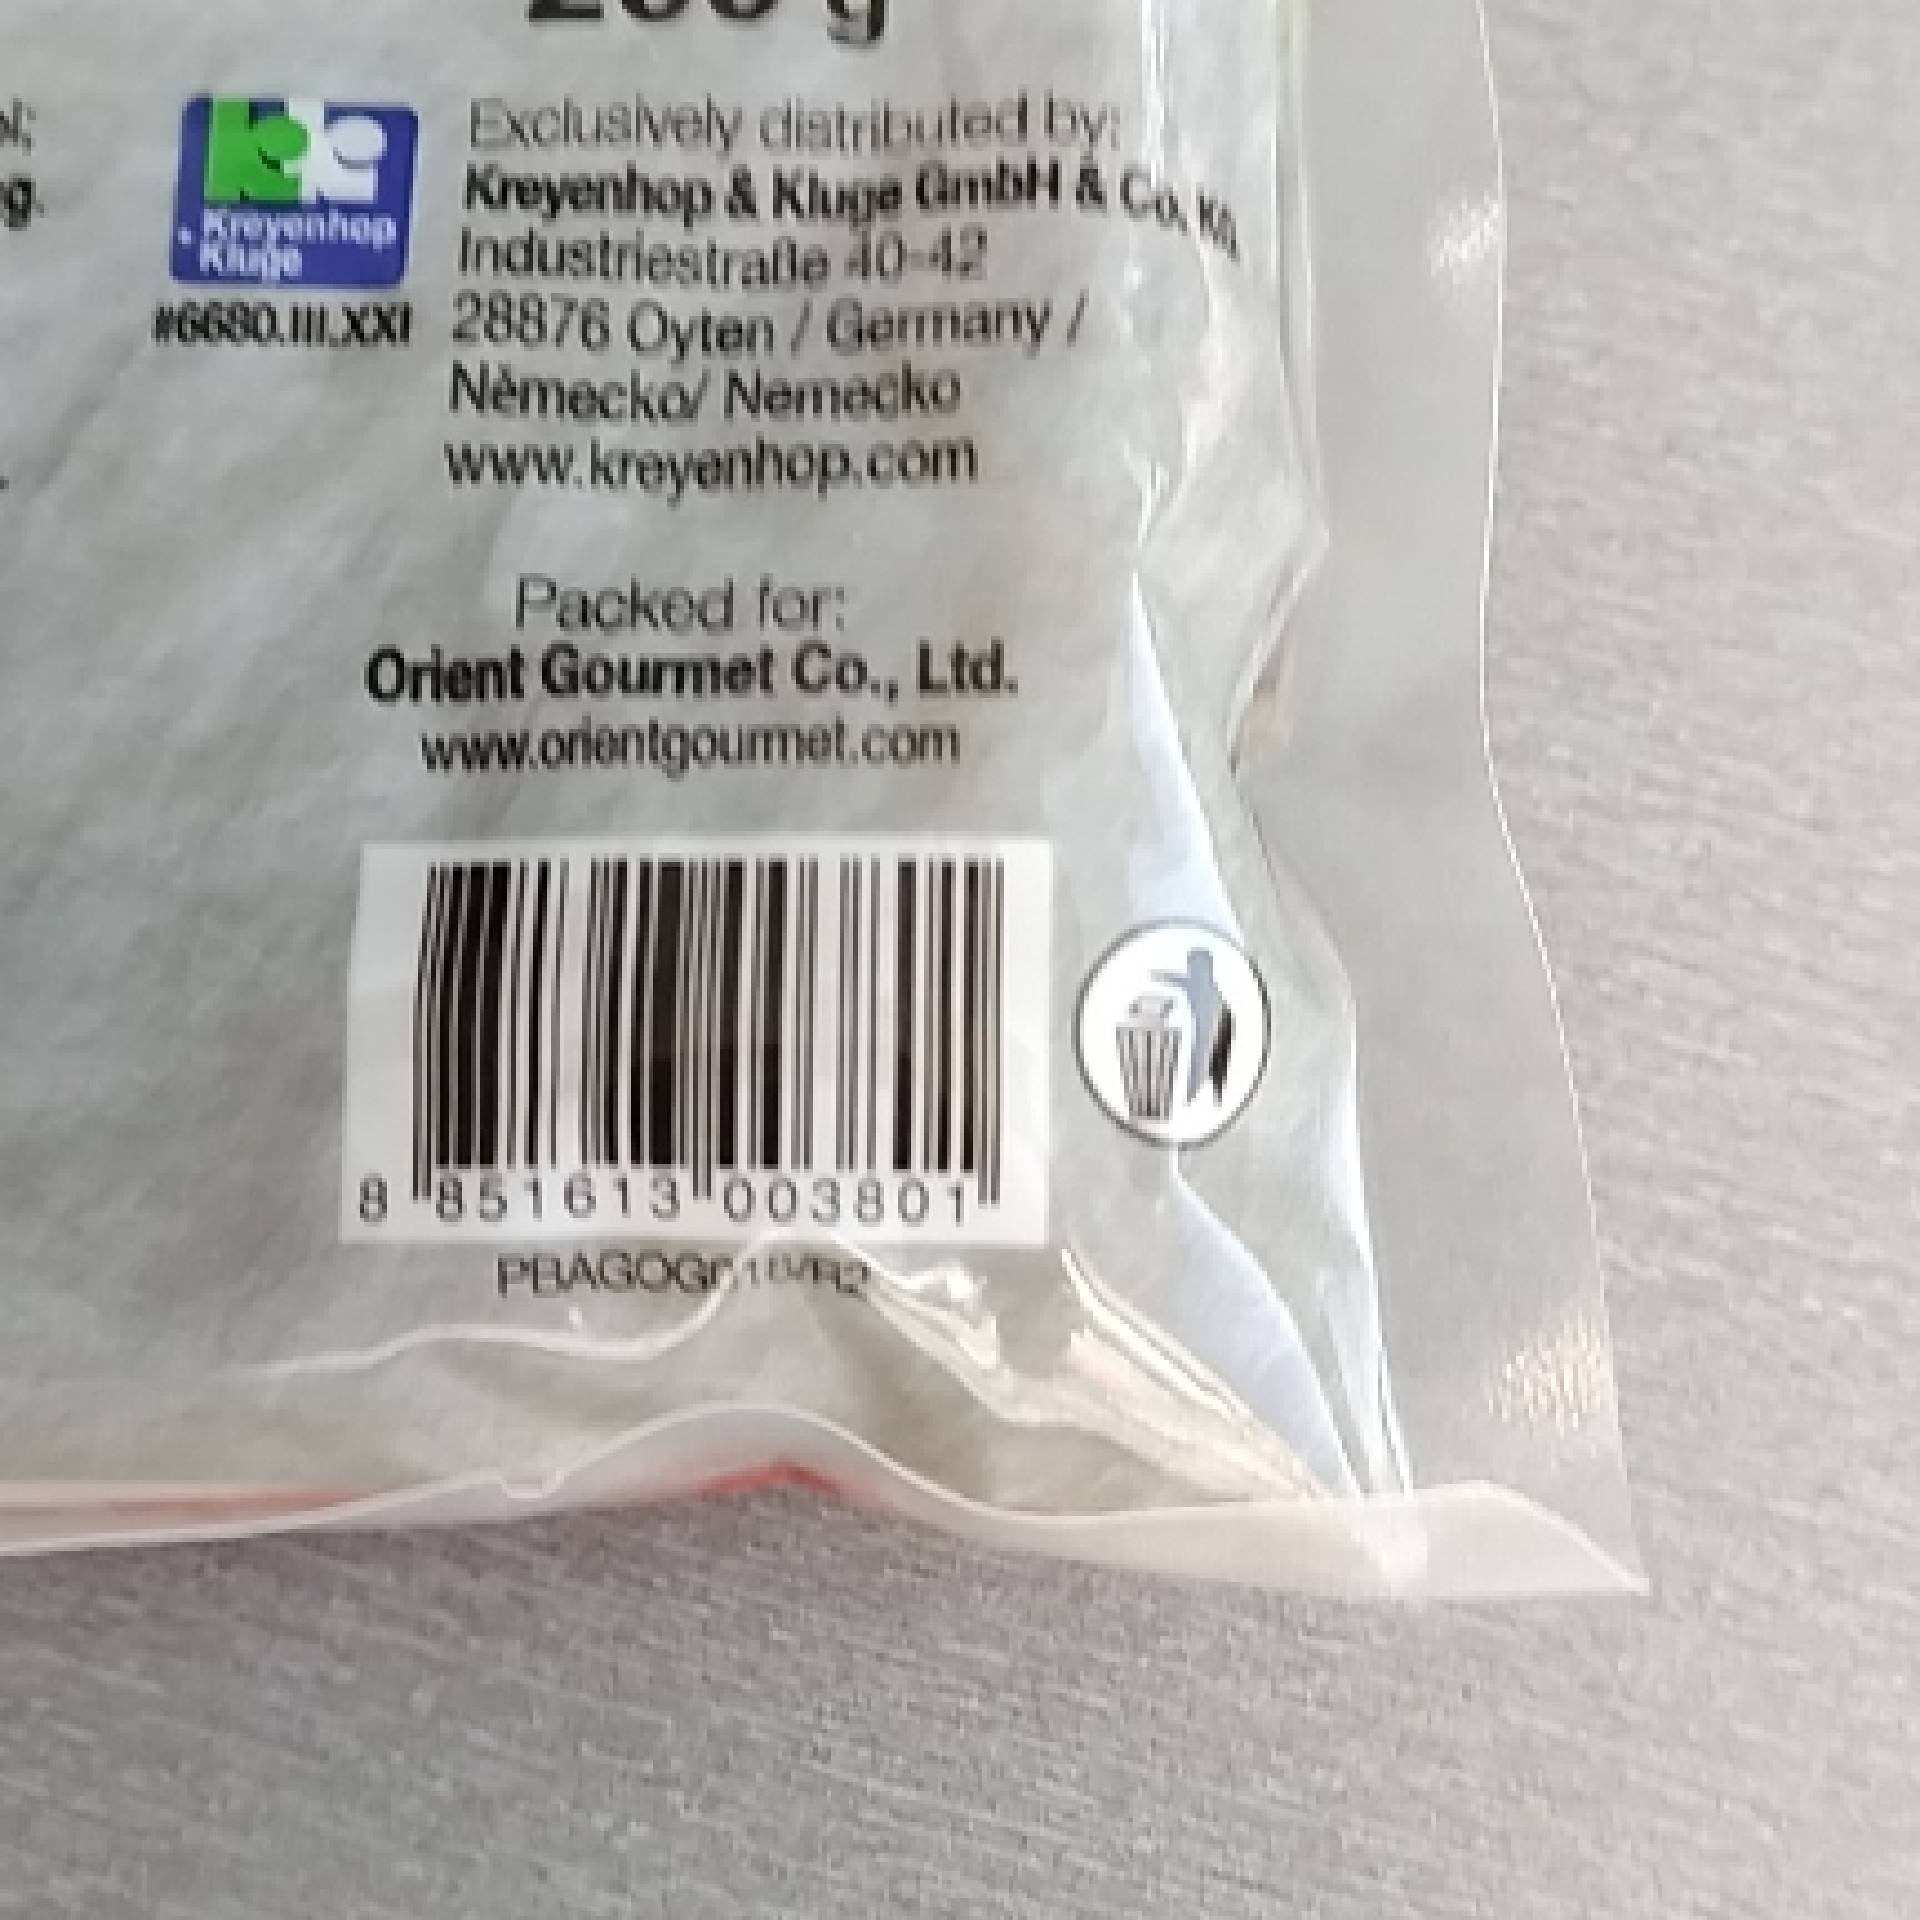 g
Exclusively distributed by:
Kreyenhop & Kluge GmbH & Co. KG
Industriestraße 40-42
28876 Oyten / Germany /
Německo/ Nemecko
www.kreyenhop.com
Kreyenhop
& Kluge
#6680.III.XXI
g.
Packed for:
Orient Gourmet Co., Ltd.
www.orientgourmet.com
8 851613 003801